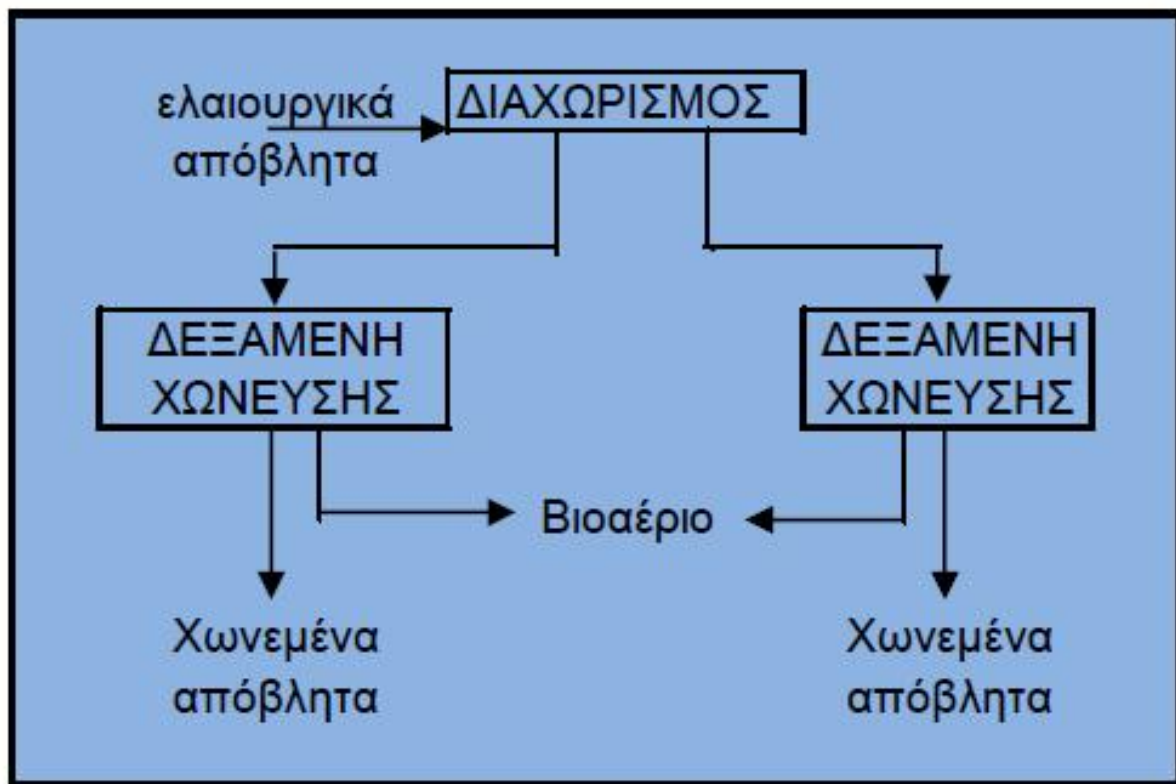 ελαιουργικά
απόβλητα
ΔΙΑΧΩΡΙΣΜΟΣ
ΔΕΞΑΜΕΝΗ
ΧΩΝΕΥΣΗΣ
ΔΕΞΑΜΕΝΗ
ΧΩΝΕΥΣΗΣ
Βιοαέριο
Χωνεμένα
απόβλητα
Χωνεμένα
απόβλητα